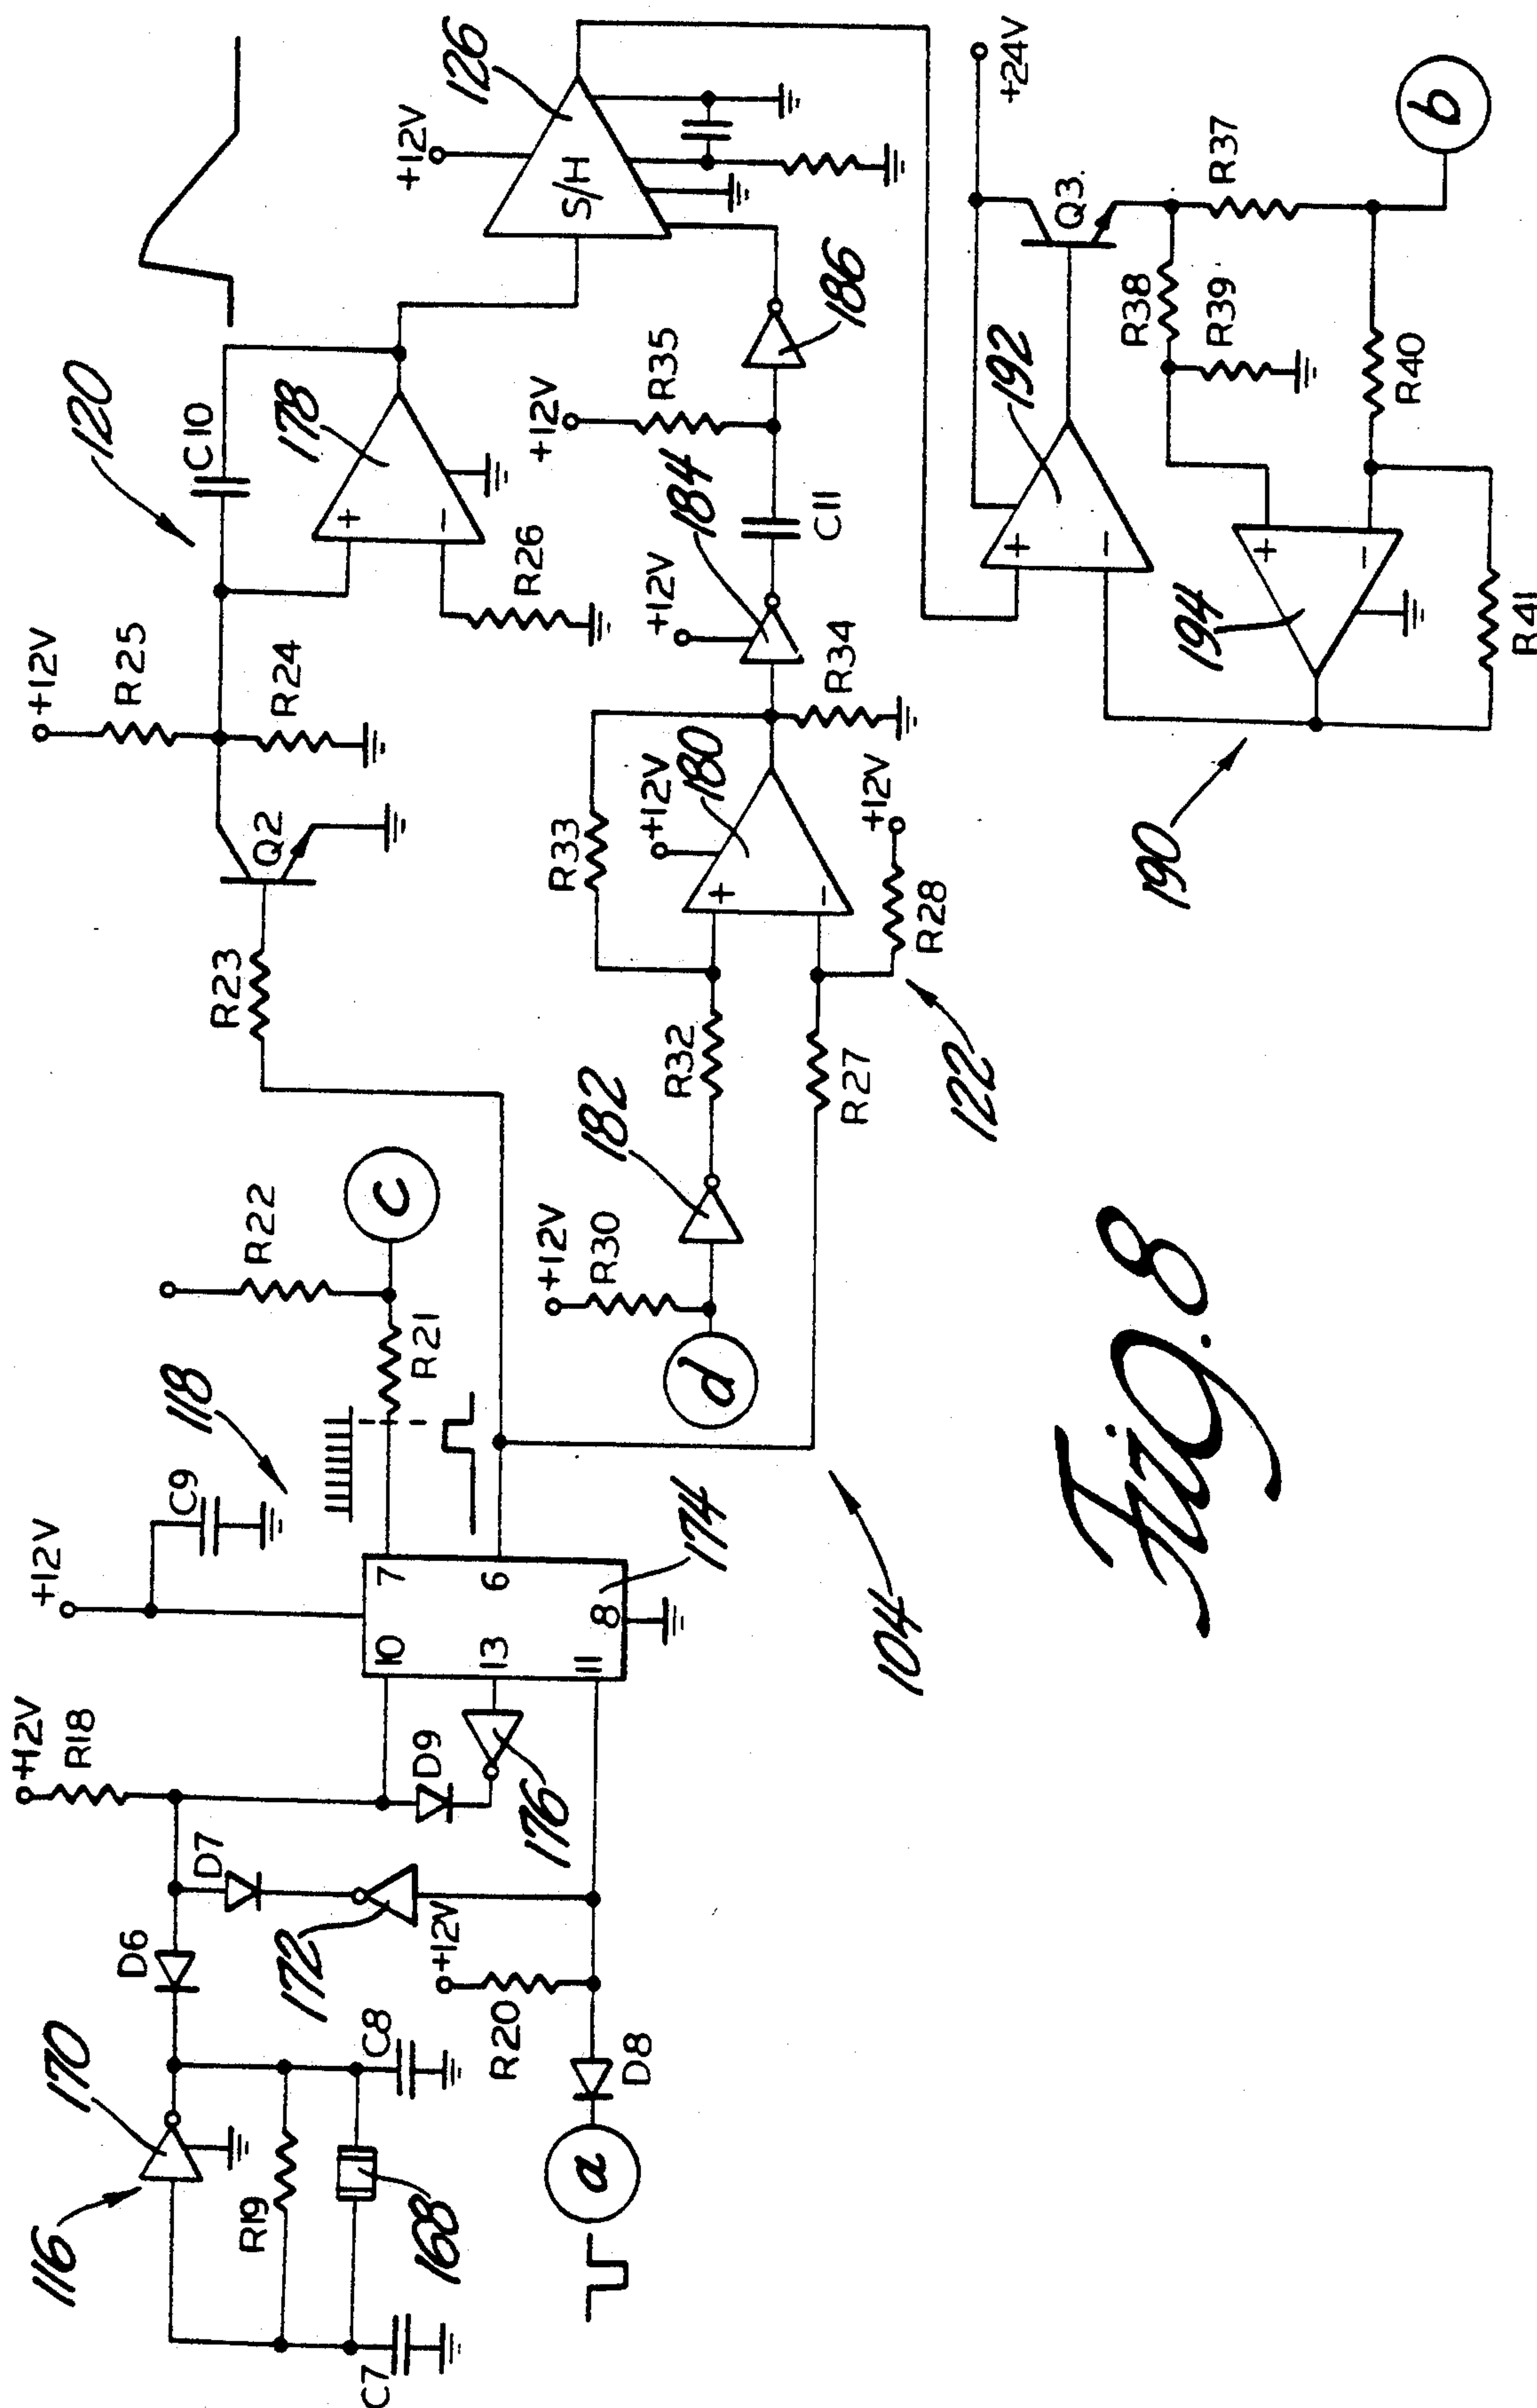 116
170
R19
168
C7
C8
D6
+12V
R18
D7
172
+12V
R20
D8
a
D9
176
+12V
C9
118
10
7
13
6
11
8
174
104
R22
R21
c
R23
Q2
+12V
R25
R24
120
C10
178
+
-
R26
+12V
126
S/H
d
+12V
R30
182
R32
R27
122
R33
+12V
180
+
-
+12V
R28
R34
+12V
184
C11
+12V
R35
186
190
192
+
-
+24V
Q3.
R38
R39
R37
b
R40
194
+
-
R41
Fig. 8